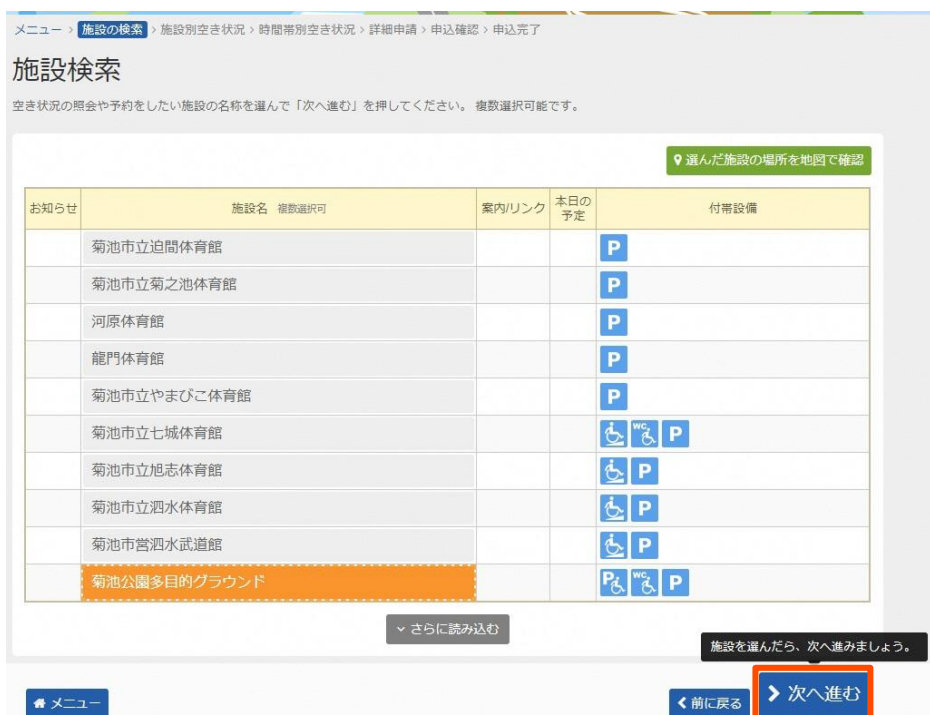 メニュー > 施設の検索 > 施設別空き状況 > 時間帯別空き状況 > 詳細申請 > 申込確認 > 申込完了
施設検索
空き状況の照会や予約をしたい施設の名称を選んで「次へ進む」を押してください。 複数選択可能です。
選んだ施設の場所を地図で確認
お知らせ 施設名 複数選択可 案内/リンク 本日の予定 付帯設備
菊池市立迫間体育館 P
菊池市立菊之池体育館 P
河原体育館 P
龍門体育館 P
菊池市立やまびこ体育館 P
菊池市立七城体育館 WC P
菊池市立旭志体育館 P
菊池市立泗水体育館 P
菊池市営泗水武道館 P
菊池公園多目的グラウンド P WC P
さらに読み込む
施設を選んだら、次へ進みましょう。
メニュー 前に戻る 次へ進む